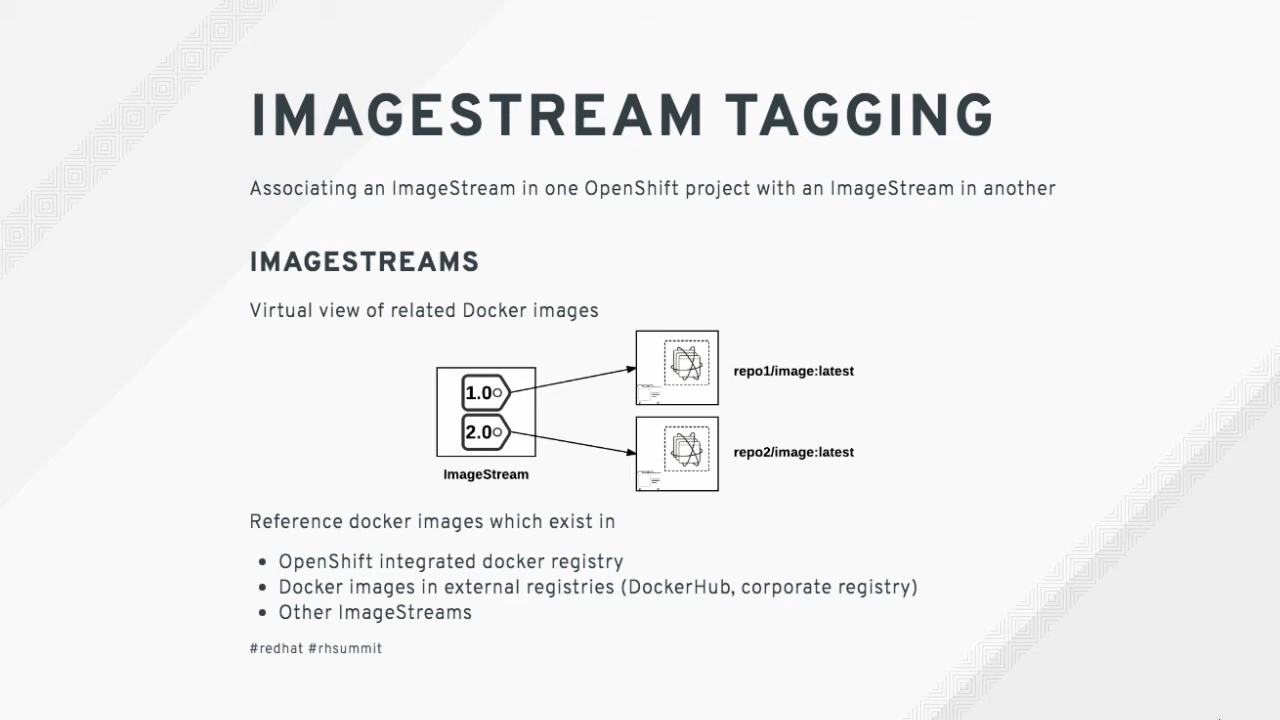 IMAGESTREAM TAGGING
Associating an ImageStream in one OpenShift project with an ImageStream in another
IMAGESTREAMS
Virtual view of related Docker images
1.0
2.0
ImageStream
repo1/image:latest
repo2/image:latest
Reference docker images which exist in
OpenShift integrated docker registry
Docker images in external registries (DockerHub, corporate registry)
Other ImageStreams
#redhat #rhsummit